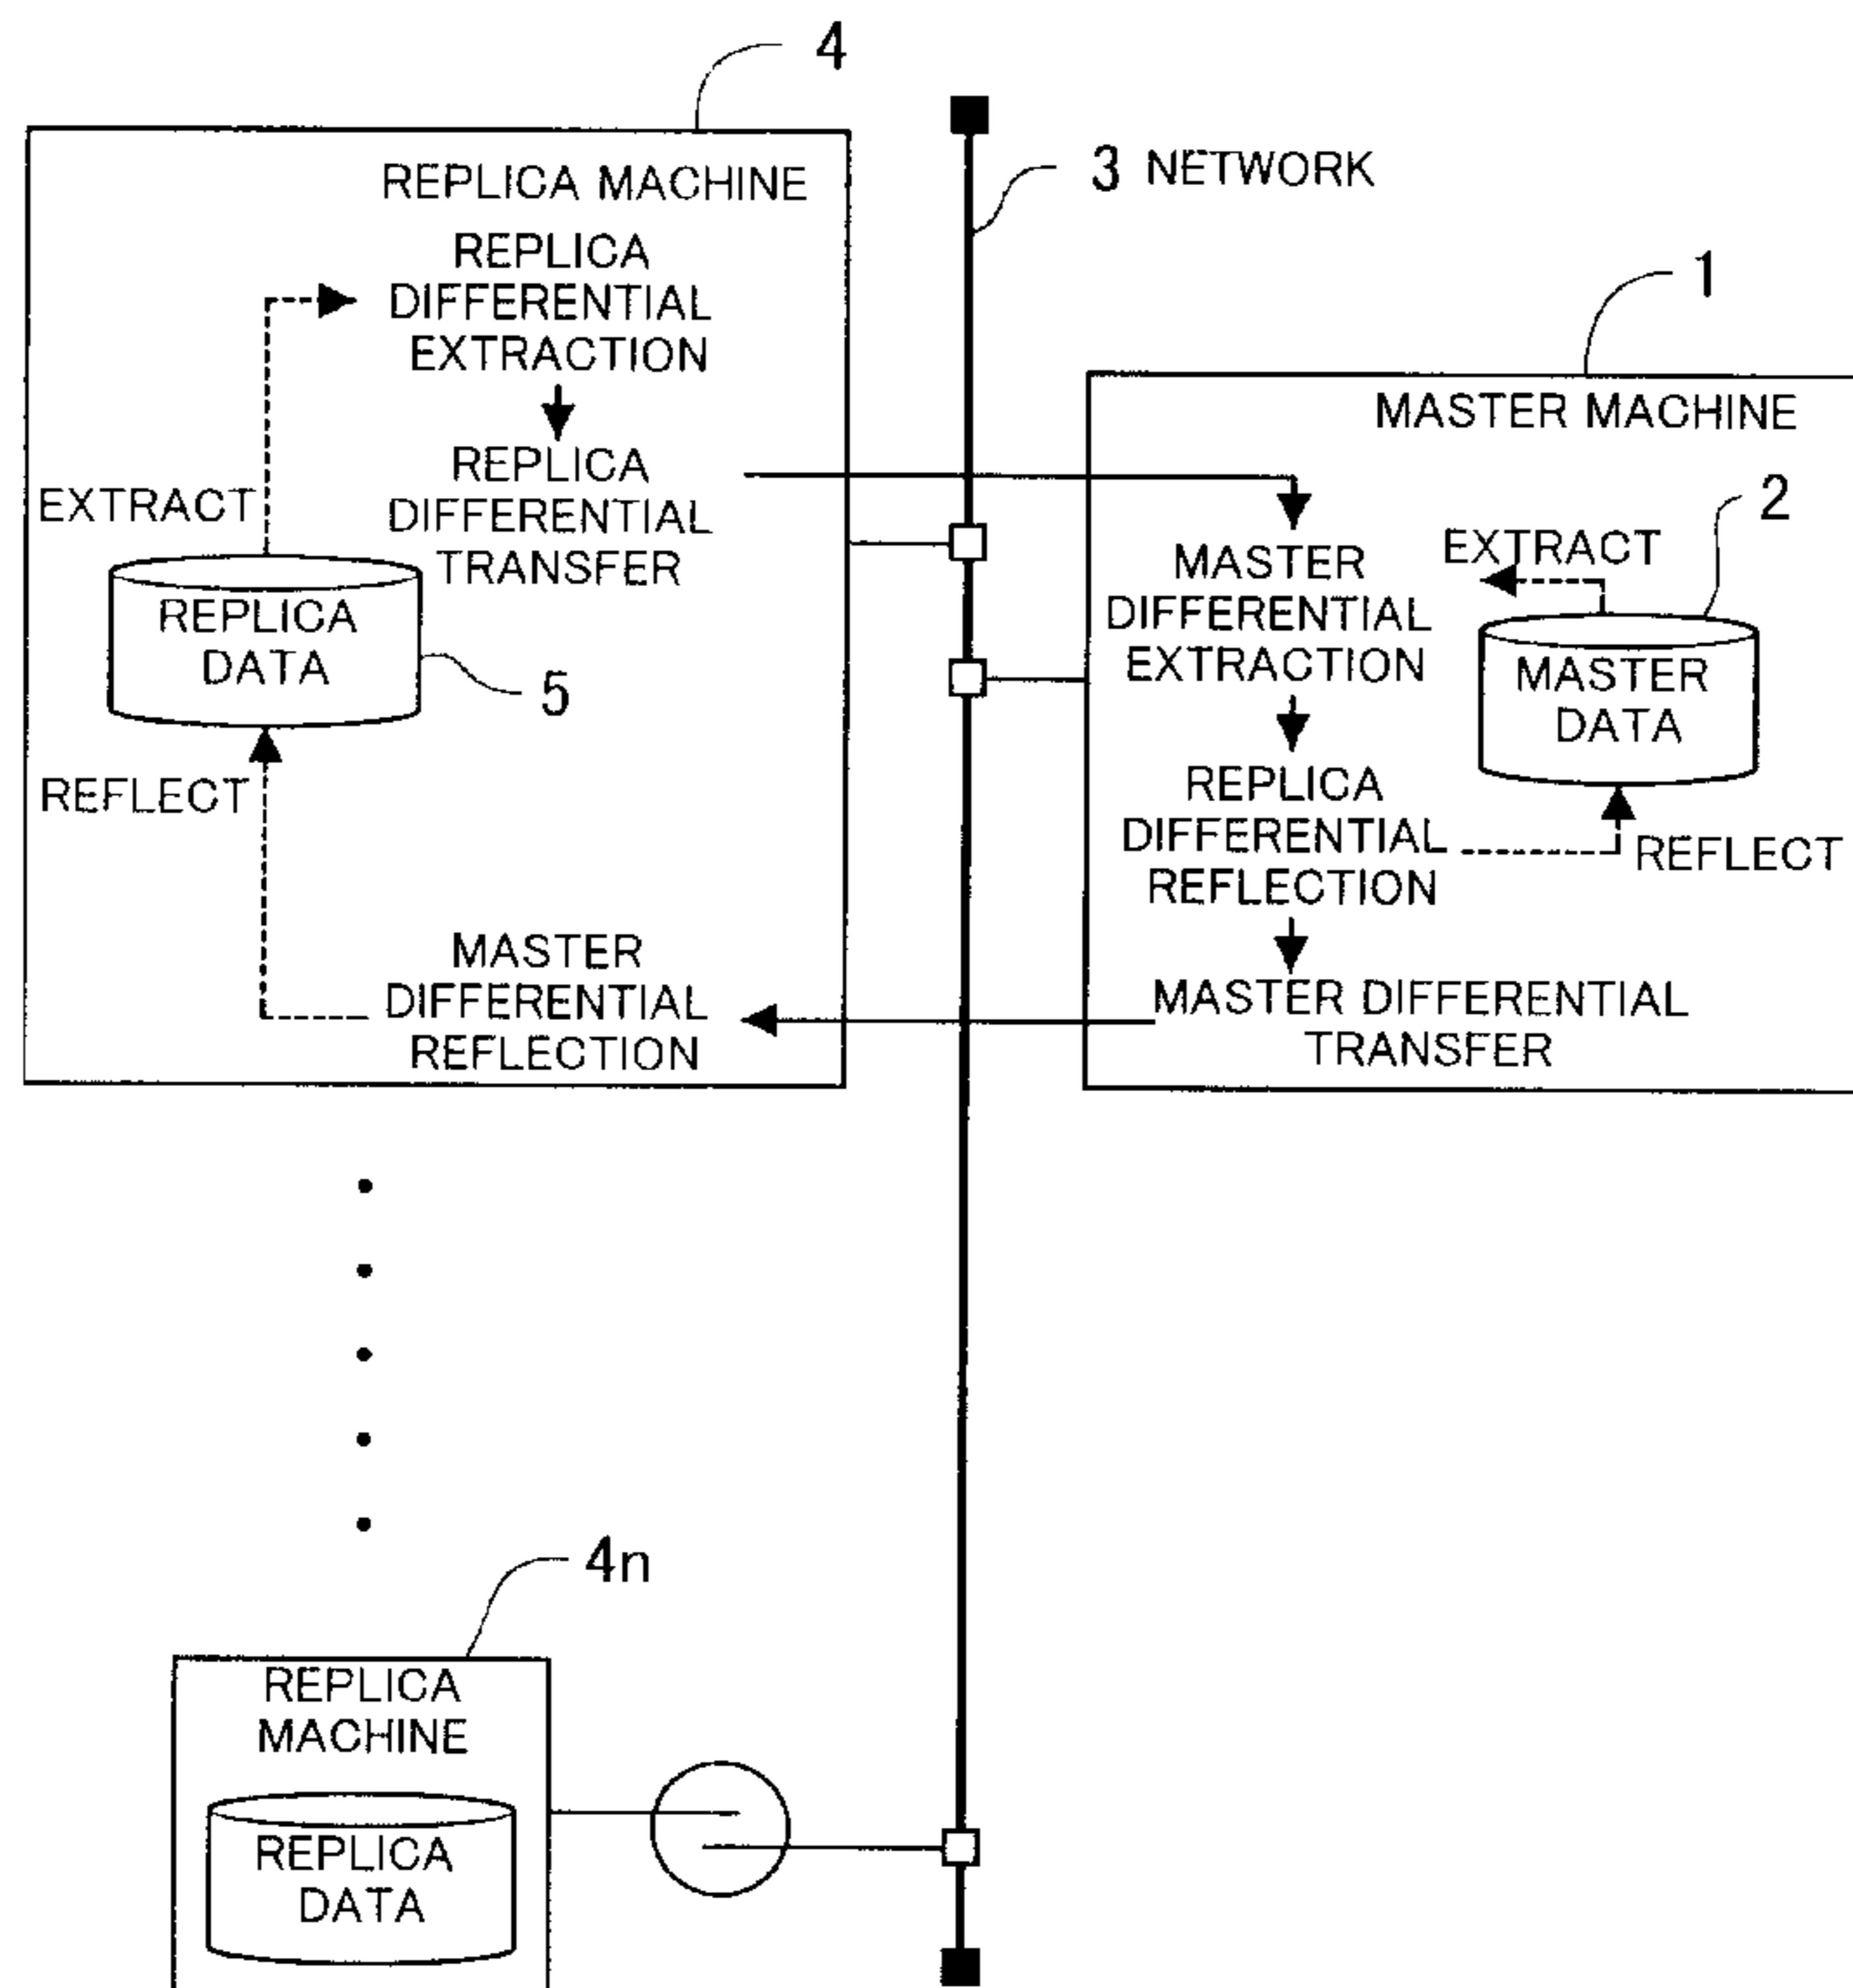 4
REPLICA MACHINE
REPLICA
DIFFERENTIAL
EXTRACTION
REPLICA
DIFFERENTIAL
TRANSFER
EXTRACT
REPLICA
DATA
5
REFLECT
MASTER
DIFFERENTIAL
REFLECTION
3 NETWORK
1
MASTER MACHINE
2
EXTRACT
MASTER
DIFFERENTIAL
EXTRACTION
MASTER
DATA
REPLICA
DIFFERENTIAL
REFLECTION
REFLECT
MASTER DIFFERENTIAL
TRANSFER
4n
REPLICA
MACHINE
REPLICA
DATA